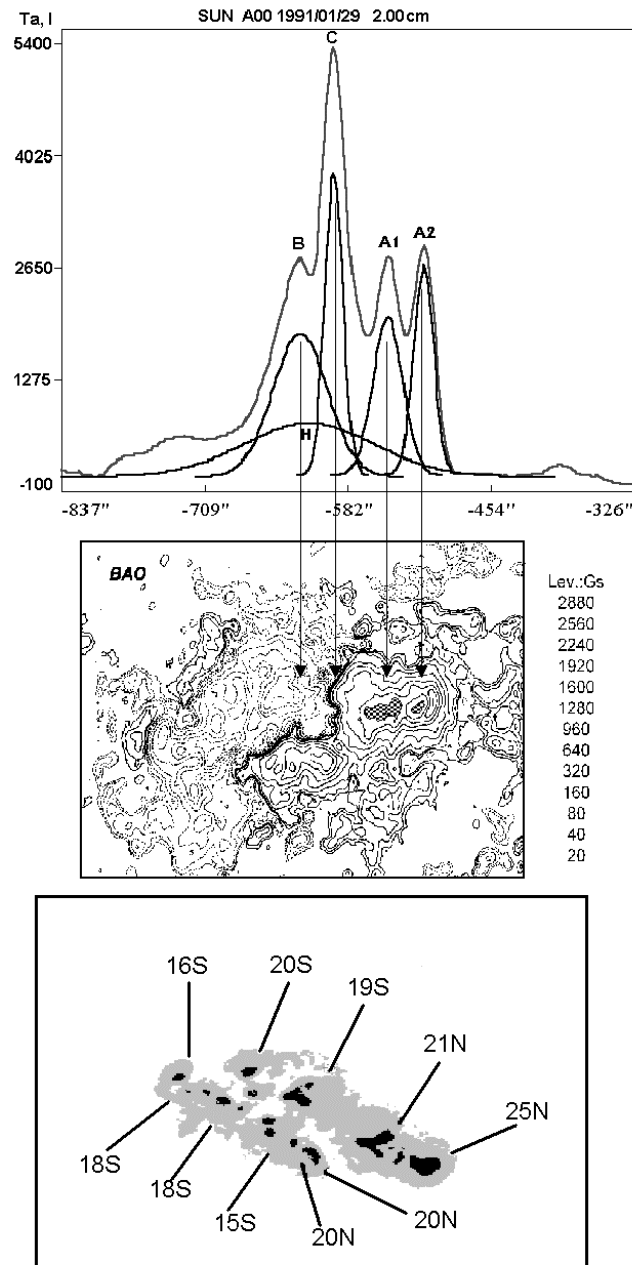 Ta, I
SUN A00 1991/01/29 2.00cm
5400
C
4025
2650
B
A1
A2
1275
H
-100
-837"
-709"
-582"
-454"
-326"
BAO
Lev.:Gs
2880
2560
2240
1920
1600
1280
960
640
320
160
80
40
20
16S
20S
19S
21N
25N
18S
18S
15S
20N
20N